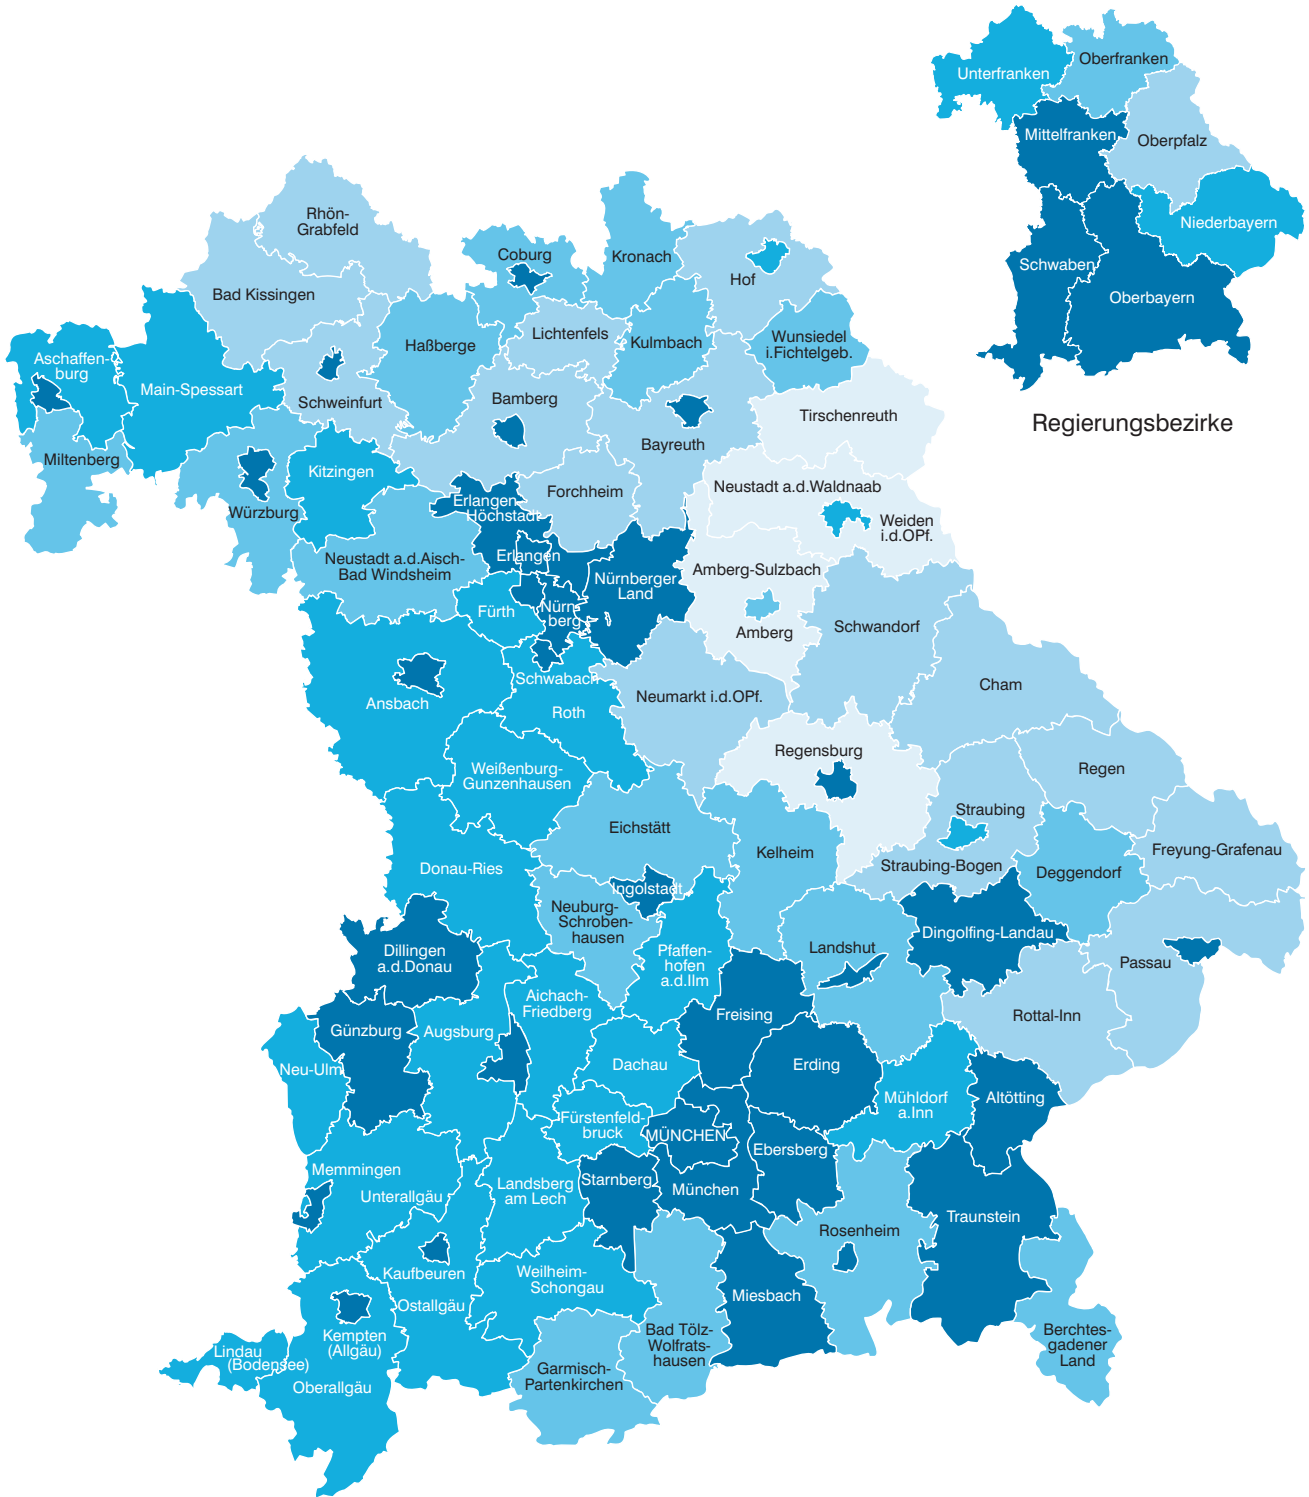 Oberfranken
Unterfranken
Mittelfranken
Oberpfalz
Niederbayern
Schwaben
Oberbayern
Regierungsbezirke
Rhön-
Grabfeld
Coburg
Kronach
Hof
Bad Kissingen
Lichtenfels
Kulmbach
Wunsiedel
i.Fichtelgeb.
Haßberge
Aschaffen-
burg
Main-Spessart
Schweinfurt
Bamberg
Bayreuth
Tirschenreuth
Miltenberg
Kitzingen
Würzburg
Forchheim
Erlangen-
Höchstadt
Neustadt a.d.Waldnaab
Weiden
i.d.OPf.
Neustadt a.d.Aisch-
Bad Windsheim
Erlangen
Nürnberger
Land
Amberg-Sulzbach
Fürth
Nürn-
berg
Amberg
Schwandorf
Schwabach
Ansbach
Roth
Neumarkt i.d.OPf.
Cham
Regensburg
Weißenburg-
Gunzenhausen
Regen
Eichstätt
Kelheim
Straubing
Straubing-Bogen
Deggendorf
Freyung-Grafenau
Donau-Ries
Ingolstadt
Neuburg-
Schroben-
hausen
Dillingen
a.d.Donau
Pfaffen-
hofen
a.d.Ilm
Landshut
Dingolfing-Landau
Passau
Aichach-
Friedberg
Freising
Rottal-Inn
Günzburg
Augsburg
Neu-Ulm
Dachau
Erding
Mühldorf
a.Inn
Altötting
Fürstenfeld-
bruck
MÜNCHEN
Ebersberg
Memmingen
Unterallgäu
Landsberg
am Lech
Starnberg
München
Traunstein
Rosenheim
Kaufbeuren
Weilheim-
Schongau
Miesbach
Ostallgäu
Kempten
(Allgäu)
Lindau
(Bodensee)
Oberallgäu
Bad Tölz-
Wolfrats-
hausen
Garmisch-
Partenkirchen
Berchtes-
gadener
Land